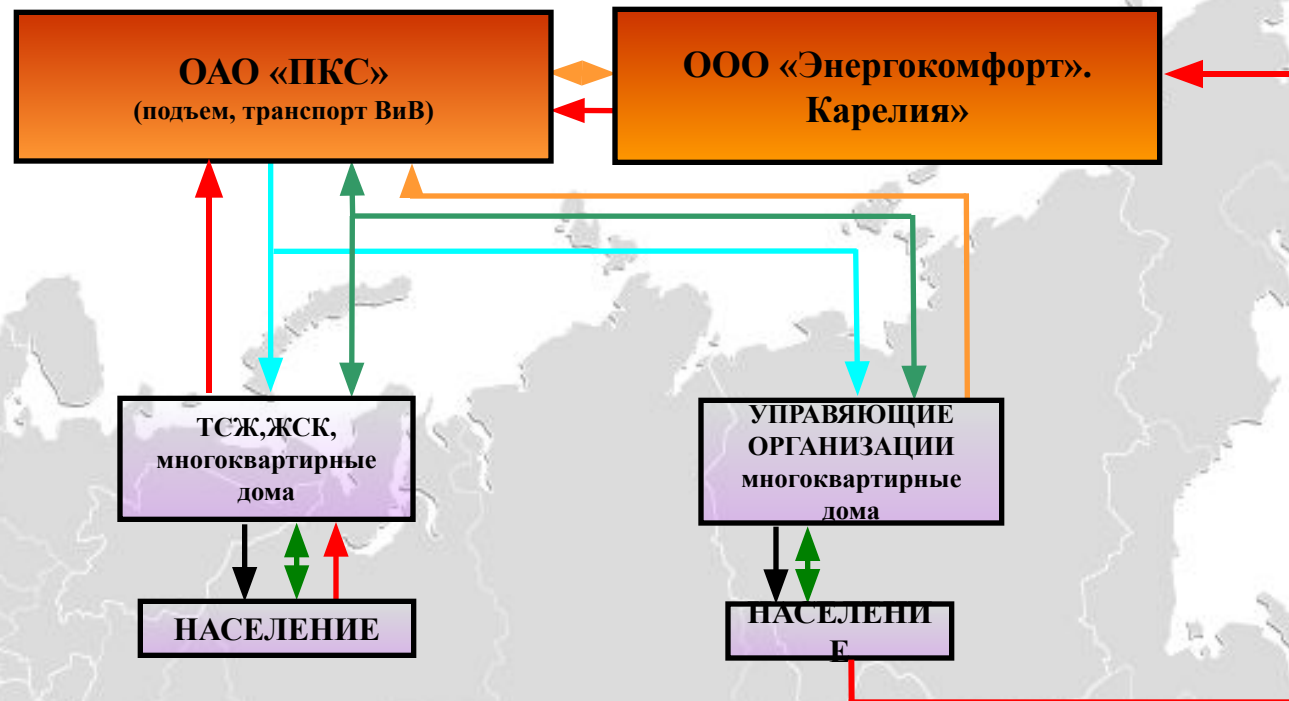 ОАО «ПКС»
(подъем, транспорт ВиВ)
ООО «Энергокомфорт».
Карелия»
ТСЖ,ЖСК,
многоквартирные
дома
УПРАВЯЮЩИЕ
ОРГАНИЗАЦИИ
многоквартирные
дома
НАСЕЛЕНИЕ
НАСЕЛЕНИ
Е